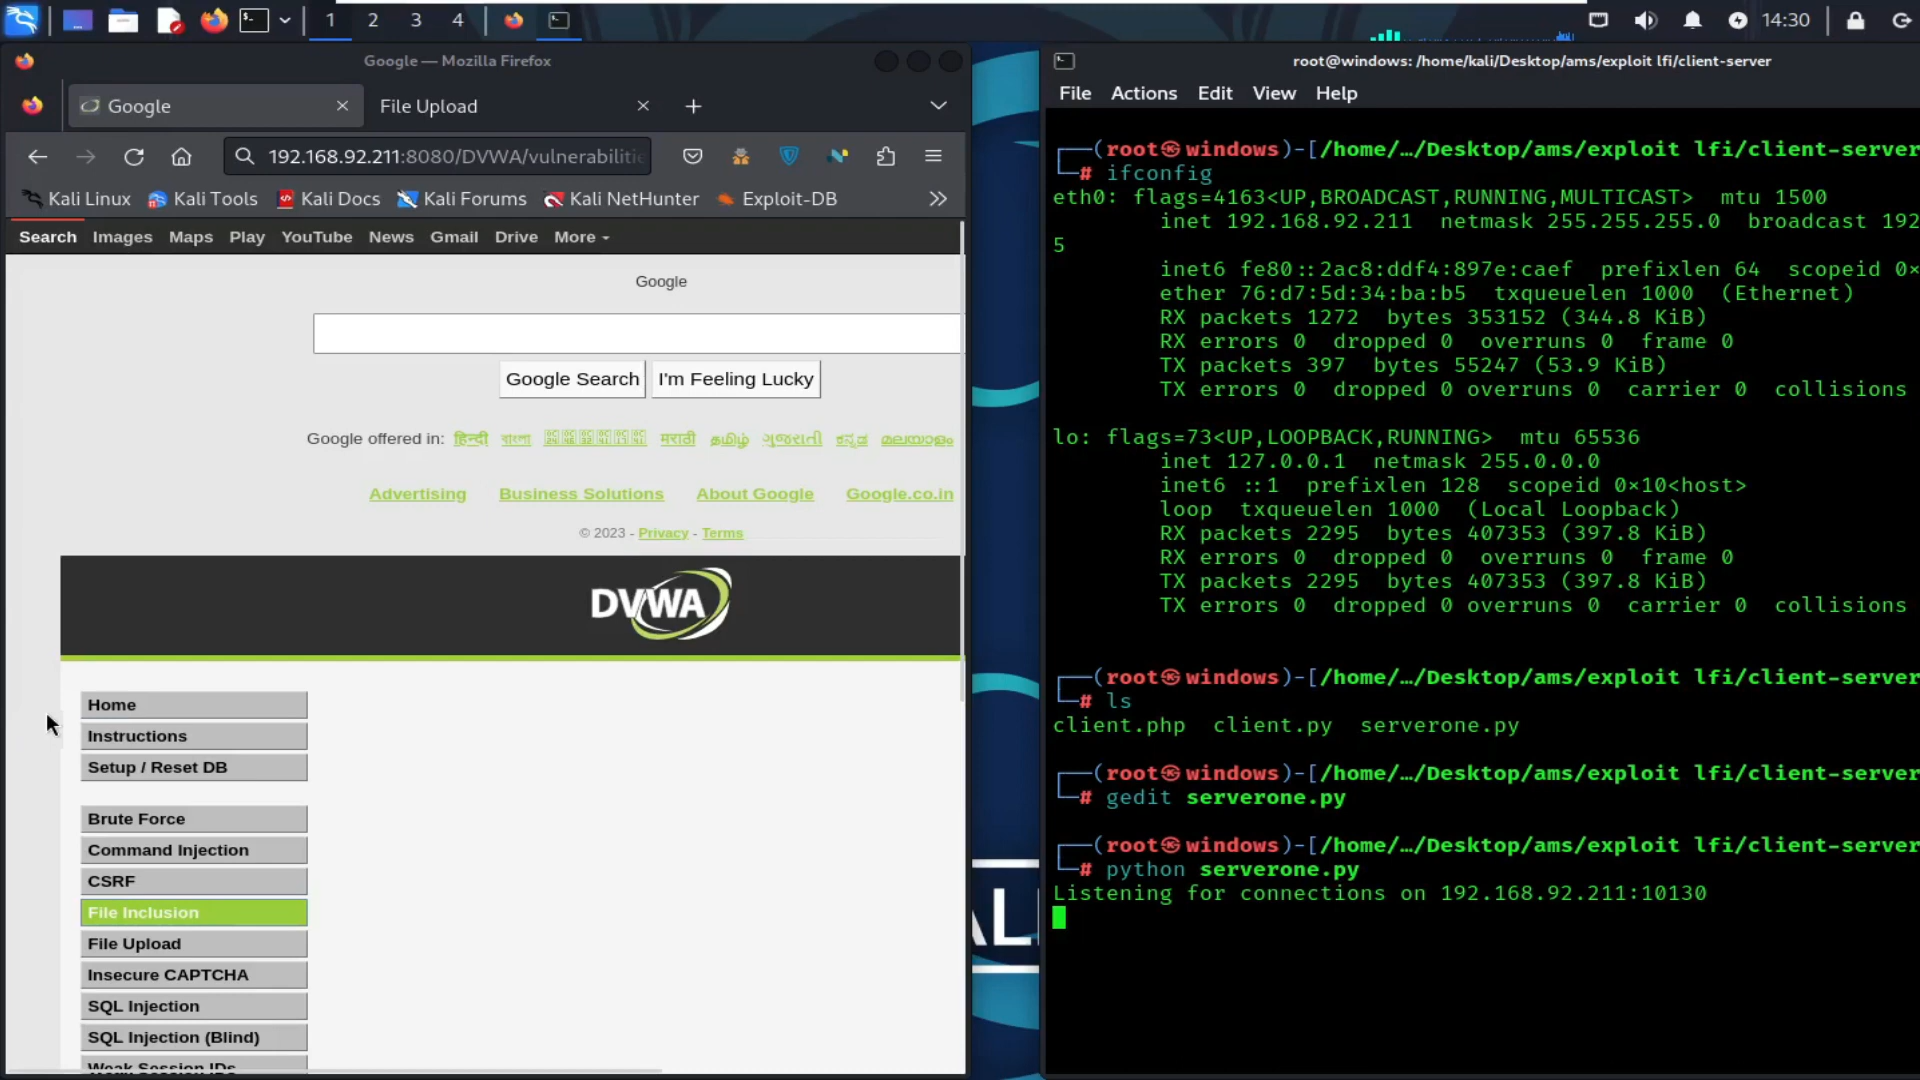 1 2 3 4
14:30
Google — Mozilla Firefox
Google
File Upload
192.168.92.211:8080/DVWA/vulnerabilitie
Kali Linux Kali Tools Kali Docs Kali Forums Kali NetHunter Exploit-DB
Search Images Maps Play YouTube News Gmail Drive More
Google
Google Search I'm Feeling Lucky
Google offered in: हिन्दी বাংলা मराठी தமிழ் ગુજરાતી ಕನ್ನಡ മലയാളം
Advertising Business Solutions About Google Google.co.in
© 2023 - Privacy - Terms
DVWA
Home
Instructions
Setup / Reset DB
Brute Force
Command Injection
CSRF
File Inclusion
File Upload
Insecure CAPTCHA
SQL Injection
SQL Injection (Blind)
Weak Session IDs
root@windows: /home/kali/Desktop/ams/exploit lfi/client-server
File Actions Edit View Help
┌──(root㉿windows)-[/home/…/Desktop/ams/exploit lfi/client-server
└─# ifconfig
eth0: flags=4163<UP,BROADCAST,RUNNING,MULTICAST> mtu 1500
inet 192.168.92.211 netmask 255.255.255.0 broadcast 192
5
inet6 fe80::2ac8:ddf4:897e:caef prefixlen 64 scopeid 0×
ether 76:d7:5d:34:ba:b5 txqueuelen 1000 (Ethernet)
RX packets 1272 bytes 353152 (344.8 KiB)
RX errors 0 dropped 0 overruns 0 frame 0
TX packets 397 bytes 55247 (53.9 KiB)
TX errors 0 dropped 0 overruns 0 carrier 0 collisions
lo: flags=73<UP,LOOPBACK,RUNNING> mtu 65536
inet 127.0.0.1 netmask 255.0.0.0
inet6 ::1 prefixlen 128 scopeid 0×10<host>
loop txqueuelen 1000 (Local Loopback)
RX packets 2295 bytes 407353 (397.8 KiB)
RX errors 0 dropped 0 overruns 0 frame 0
TX packets 2295 bytes 407353 (397.8 KiB)
TX errors 0 dropped 0 overruns 0 carrier 0 collisions
┌──(root㉿windows)-[/home/…/Desktop/ams/exploit lfi/client-server
└─# ls
client.php client.py serverone.py
┌──(root㉿windows)-[/home/…/Desktop/ams/exploit lfi/client-server
└─# gedit serverone.py
┌──(root㉿windows)-[/home/…/Desktop/ams/exploit lfi/client-server
└─# python serverone.py
Listening for connections on 192.168.92.211:10130